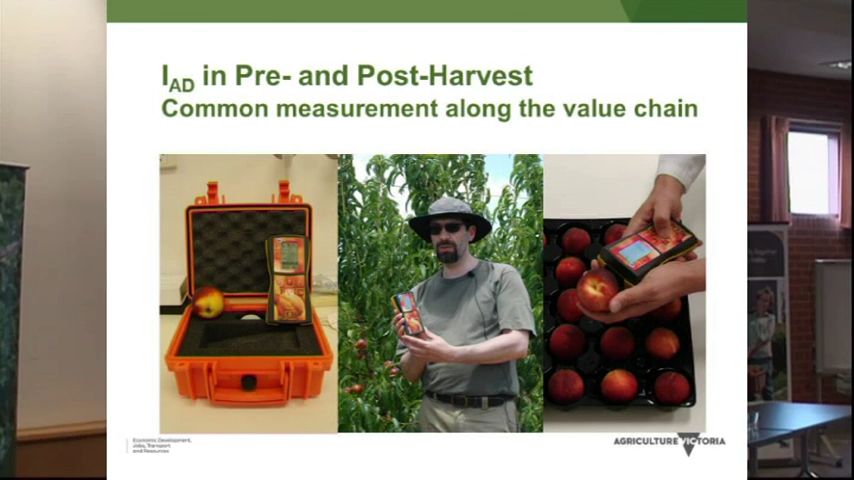 IAD in Pre- and Post-Harvest
Common measurement along the value chain
Economic Development,
Jobs, Transport
and Resources
AGRICULTURE VICTORIA